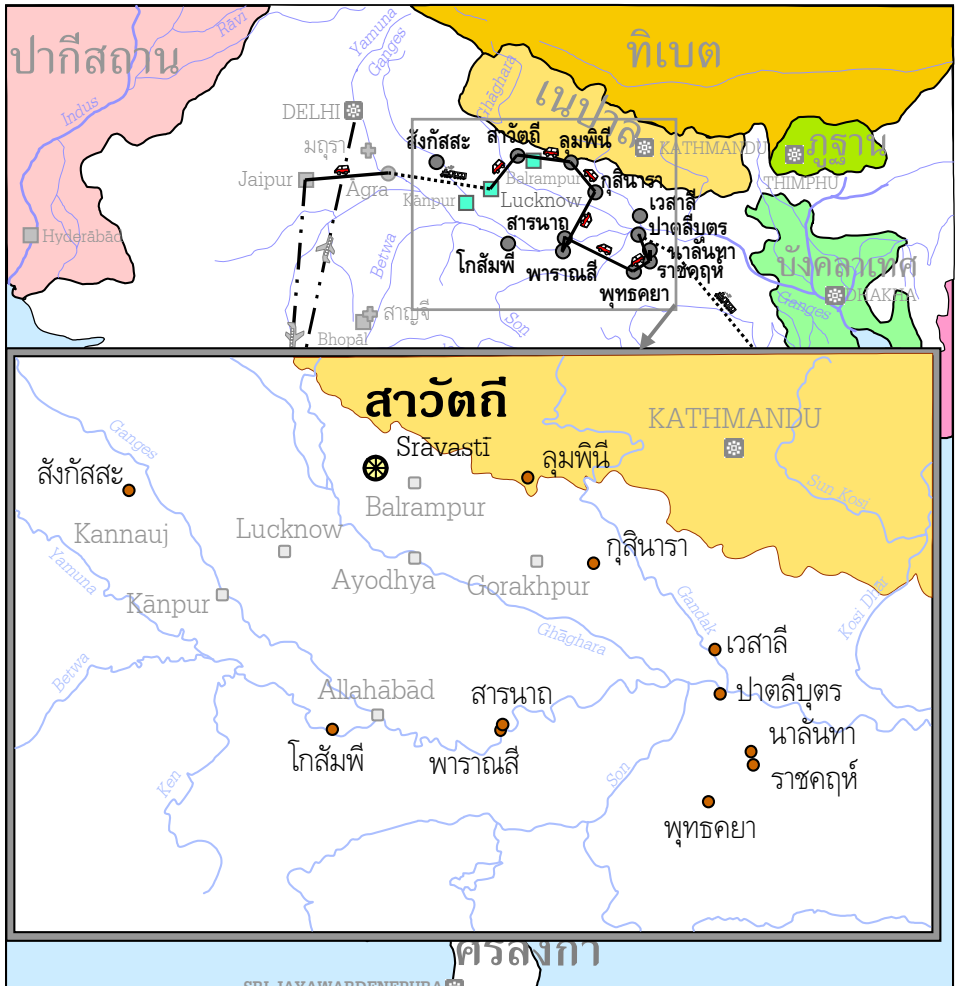 Rāvi
Yamuna
Ganges
ปากีสถาน
ทิเบต
Indus
Ghāghara
เนปาล
DELHI
มถุรา
สังกัสสะ
สาวัตถี
ลุมพินี
KATHMANDU
ภูฐาน
THIMPHU
Jaipur
Agra
Balrampur
Kānpur
Lucknow
กุสินารา
เวสาลี
สารนาถ
ปาตลีบุตร
Hyderābād
Betwa
โกสัมพี
พาราณสี
นาลันทา
ราชคฤห์
พุทธคยา
บังคลาเทศ
DHAKHA
Ganges
สาญจี
Son
Bhopāl
สาวัตถี
Srāvastī
KATHMANDU
Ganges
สังกัสสะ
ลุมพินี
Balrampur
Sun Kosi
Kannauj
Lucknow
กุสินารา
Yamuna
Ayodhya
Gorakhpur
Kānpur
Gandak
Kosi Dhār
Ghāghara
เวสาลี
Betwa
Allahābād
สารนาถ
ปาตลีบุตร
โกสัมพี
พาราณสี
นาลันทา
ราชคฤห์
Ken
Son
พุทธคยา
ศรีลังกา
SRI JAYAWARDENEPURA